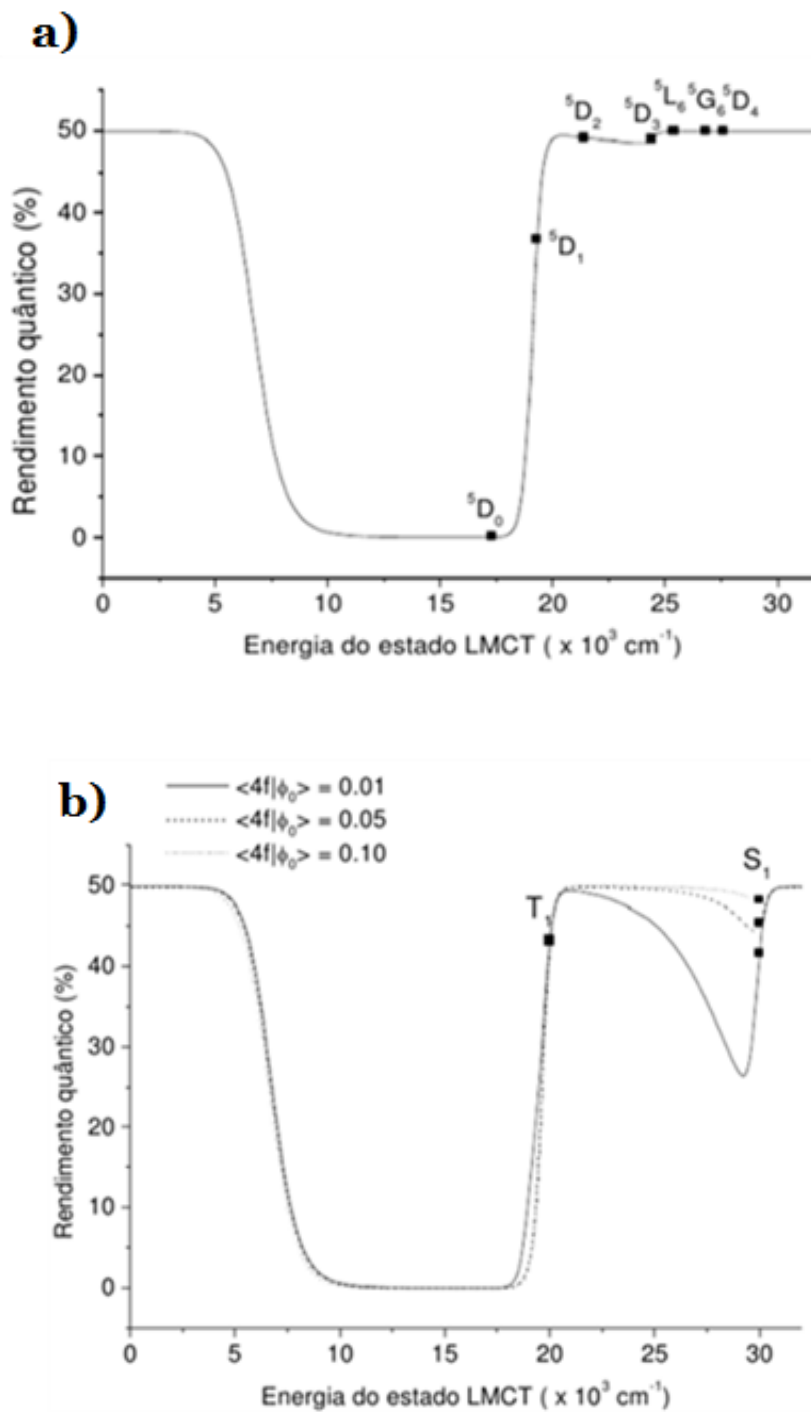 a)
Rendimento quântico (%)
50
40
30
20
10
0
⁵D₂
⁵D₃
⁵L₆
⁵G₆
⁵D₄
⁵D₁
⁵D₀
0 5 10 15 20 25 30
Energia do estado LMCT ( x 10³ cm⁻¹)
b)
<4f|ϕ₀> = 0.01
<4f|ϕ₀> = 0.05
<4f|ϕ₀> = 0.10
Rendimento quântico (%)
50
40
30
20
10
0
T₁
S₁
0 5 10 15 20 25 30
Energia do estado LMCT ( x 10³ cm⁻¹)